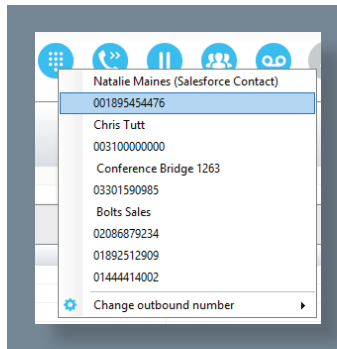 Natalie Maines (Salesforce Contact)
001895454476
Chris Tutt
003100000000
Conference Bridge 1263
03301590985
Bolts Sales
02086879234
01892512909
01444414002
Change outbound number